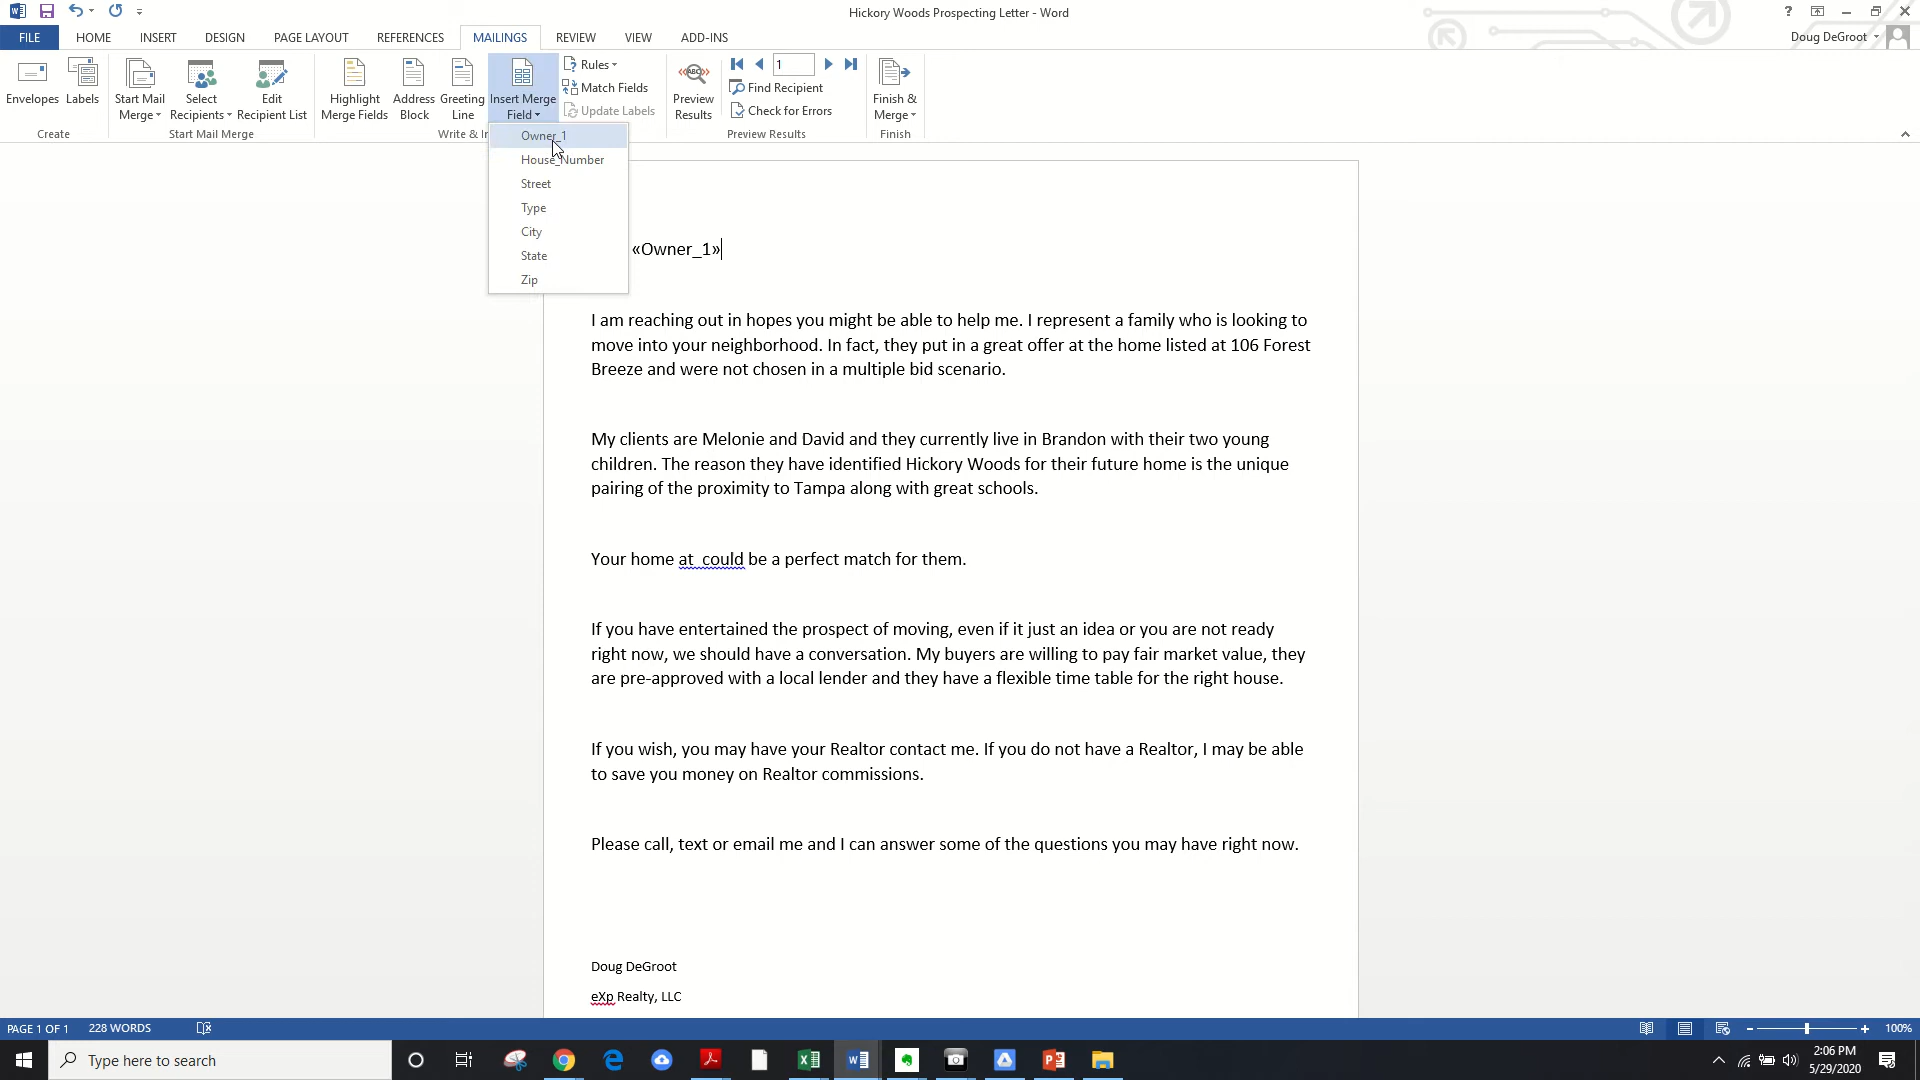 Hickory Woods Prospecting Letter - Word
?
FILE HOME INSERT DESIGN PAGE LAYOUT REFERENCES MAILINGS REVIEW VIEW ADD-INS
Doug DeGroot
Envelopes
Labels
Create
Start Mail
Merge
Select
Recipients
Edit
Recipient List
Start Mail Merge
Highlight
Merge Fields
Address
Block
Greeting
Line
Insert Merge
Field
Write & In
Rules
Match Fields
Update Labels
ABC
Preview
Results
1
Find Recipient
Check for Errors
Preview Results
Finish &
Merge
Finish
Owner_1
House_Number
Street
Type
City
State
Zip
«Owner_1»
I am reaching out in hopes you might be able to help me. I represent a family who is looking to
move into your neighborhood. In fact, they put in a great offer at the home listed at 106 Forest
Breeze and were not chosen in a multiple bid scenario.
My clients are Melonie and David and they currently live in Brandon with their two young
children. The reason they have identified Hickory Woods for their future home is the unique
pairing of the proximity to Tampa along with great schools.
Your home at  could be a perfect match for them.
If you have entertained the prospect of moving, even if it just an idea or you are not ready
right now, we should have a conversation. My buyers are willing to pay fair market value, they
are pre-approved with a local lender and they have a flexible time table for the right house.
If you wish, you may have your Realtor contact me. If you do not have a Realtor, I may be able
to save you money on Realtor commissions.
Please call, text or email me and I can answer some of the questions you may have right now.
Doug DeGroot
eXp Realty, LLC
PAGE 1 OF 1 228 WORDS
100%
Type here to search
2:06 PM
5/29/2020